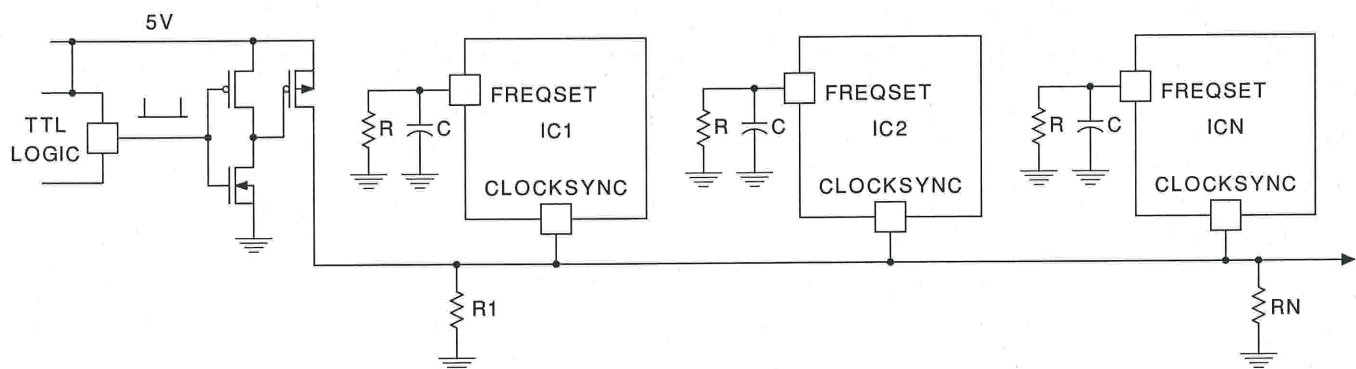 5V
TTL
LOGIC
R
C
FREQSET
IC1
CLOCKSYNC
R
C
FREQSET
IC2
CLOCKSYNC
R
C
FREQSET
ICN
CLOCKSYNC
R1
RN